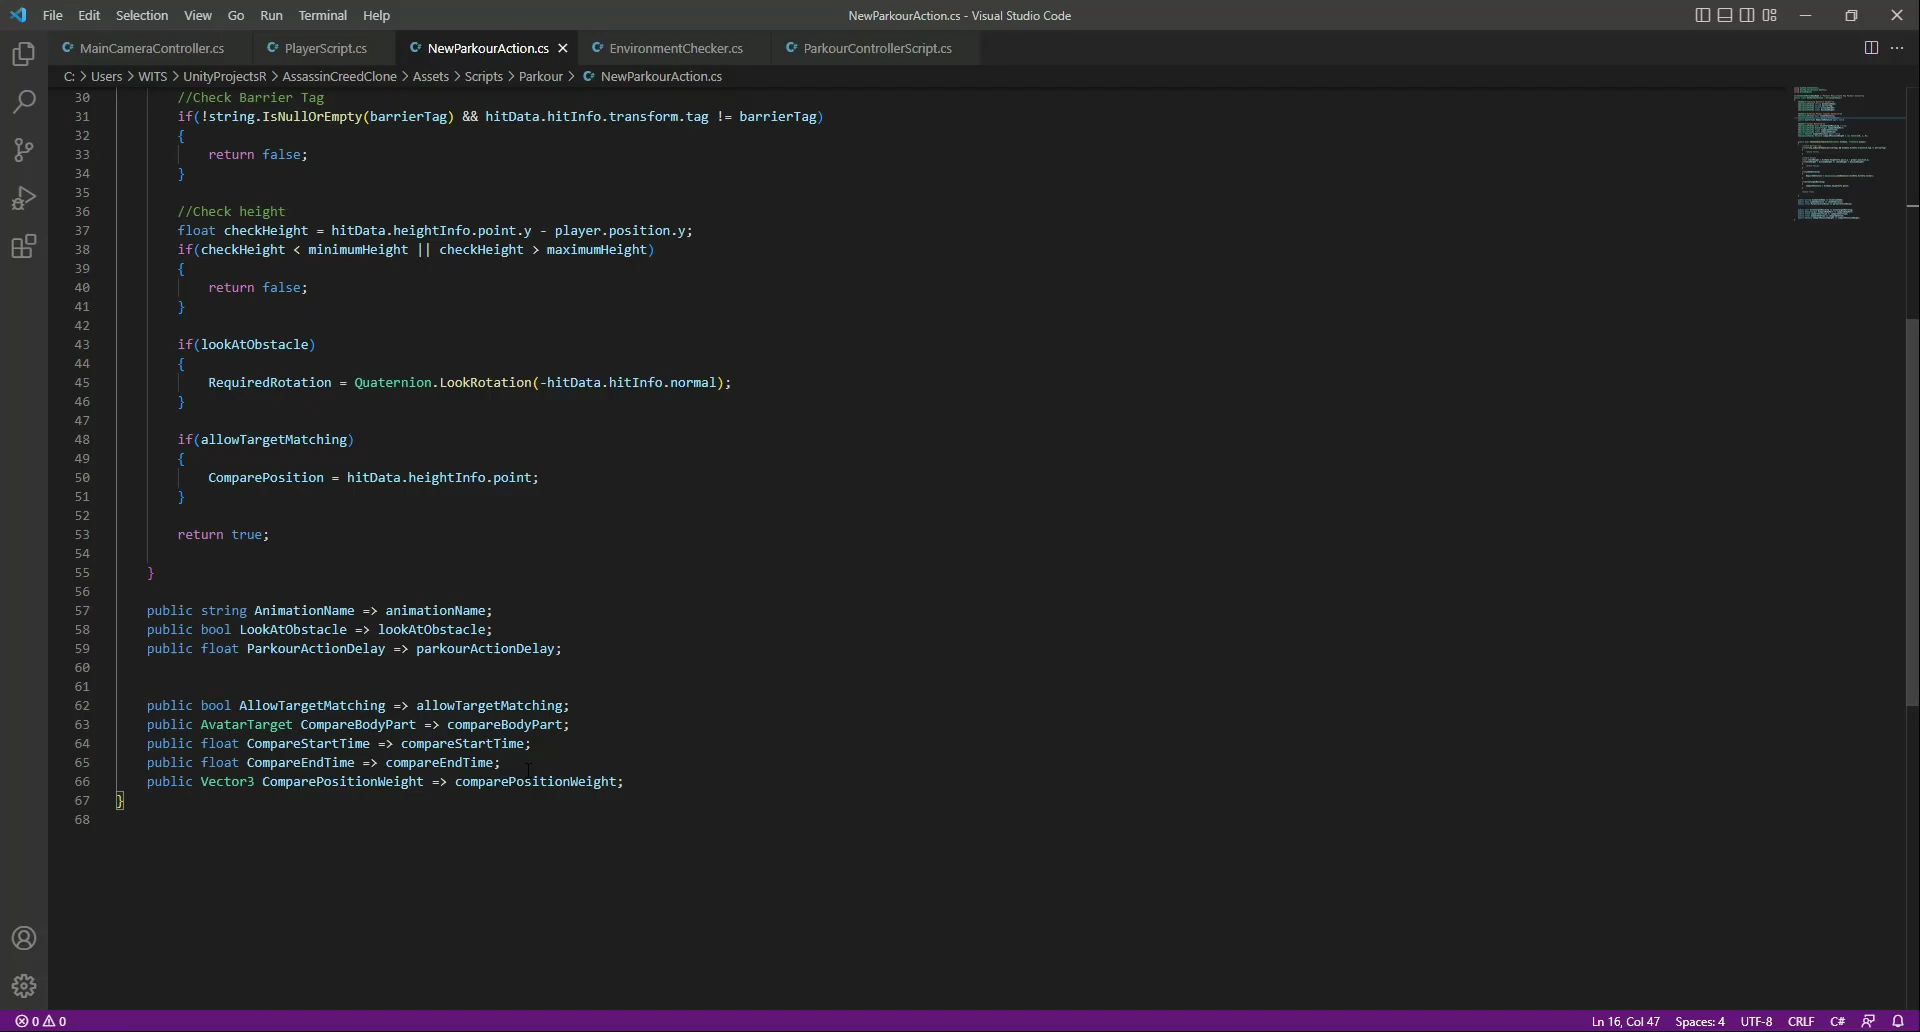 File Edit Selection View Go Run Terminal Help
NewParkourAction.cs - Visual Studio Code
MainCameraController.cs PlayerScript.cs NewParkourAction.cs EnvironmentChecker.cs ParkourControllerScript.cs
C: > Users > WITS > UnityProjectsR > AssassinCreedClone > Assets > Scripts > Parkour > NewParkourAction.cs
30 //Check Barrier Tag
31 if(!string.IsNullOrEmpty(barrierTag) && hitData.hitInfo.transform.tag != barrierTag)
32 {
33 return false;
34 }
35
36 //Check height
37 float checkHeight = hitData.heightInfo.point.y - player.position.y;
38 if(checkHeight < minimumHeight || checkHeight > maximumHeight)
39 {
40 return false;
41 }
42
43 if(lookAtObstacle)
44 {
45 RequiredRotation = Quaternion.LookRotation(-hitData.hitInfo.normal);
46 }
47
48 if(allowTargetMatching)
49 {
50 ComparePosition = hitData.heightInfo.point;
51 }
52
53 return true;
54
55 }
56
57 public string AnimationName => animationName;
58 public bool LookAtObstacle => lookAtObstacle;
59 public float ParkourActionDelay => parkourActionDelay;
60
61
62 public bool AllowTargetMatching => allowTargetMatching;
63 public AvatarTarget CompareBodyPart => compareBodyPart;
64 public float CompareStartTime => compareStartTime;
65 public float CompareEndTime => compareEndTime;
66 public Vector3 ComparePositionWeight => comparePositionWeight;
67 }
68
0 0 Ln 16, Col 47 Spaces: 4 UTF-8 CRLF C#